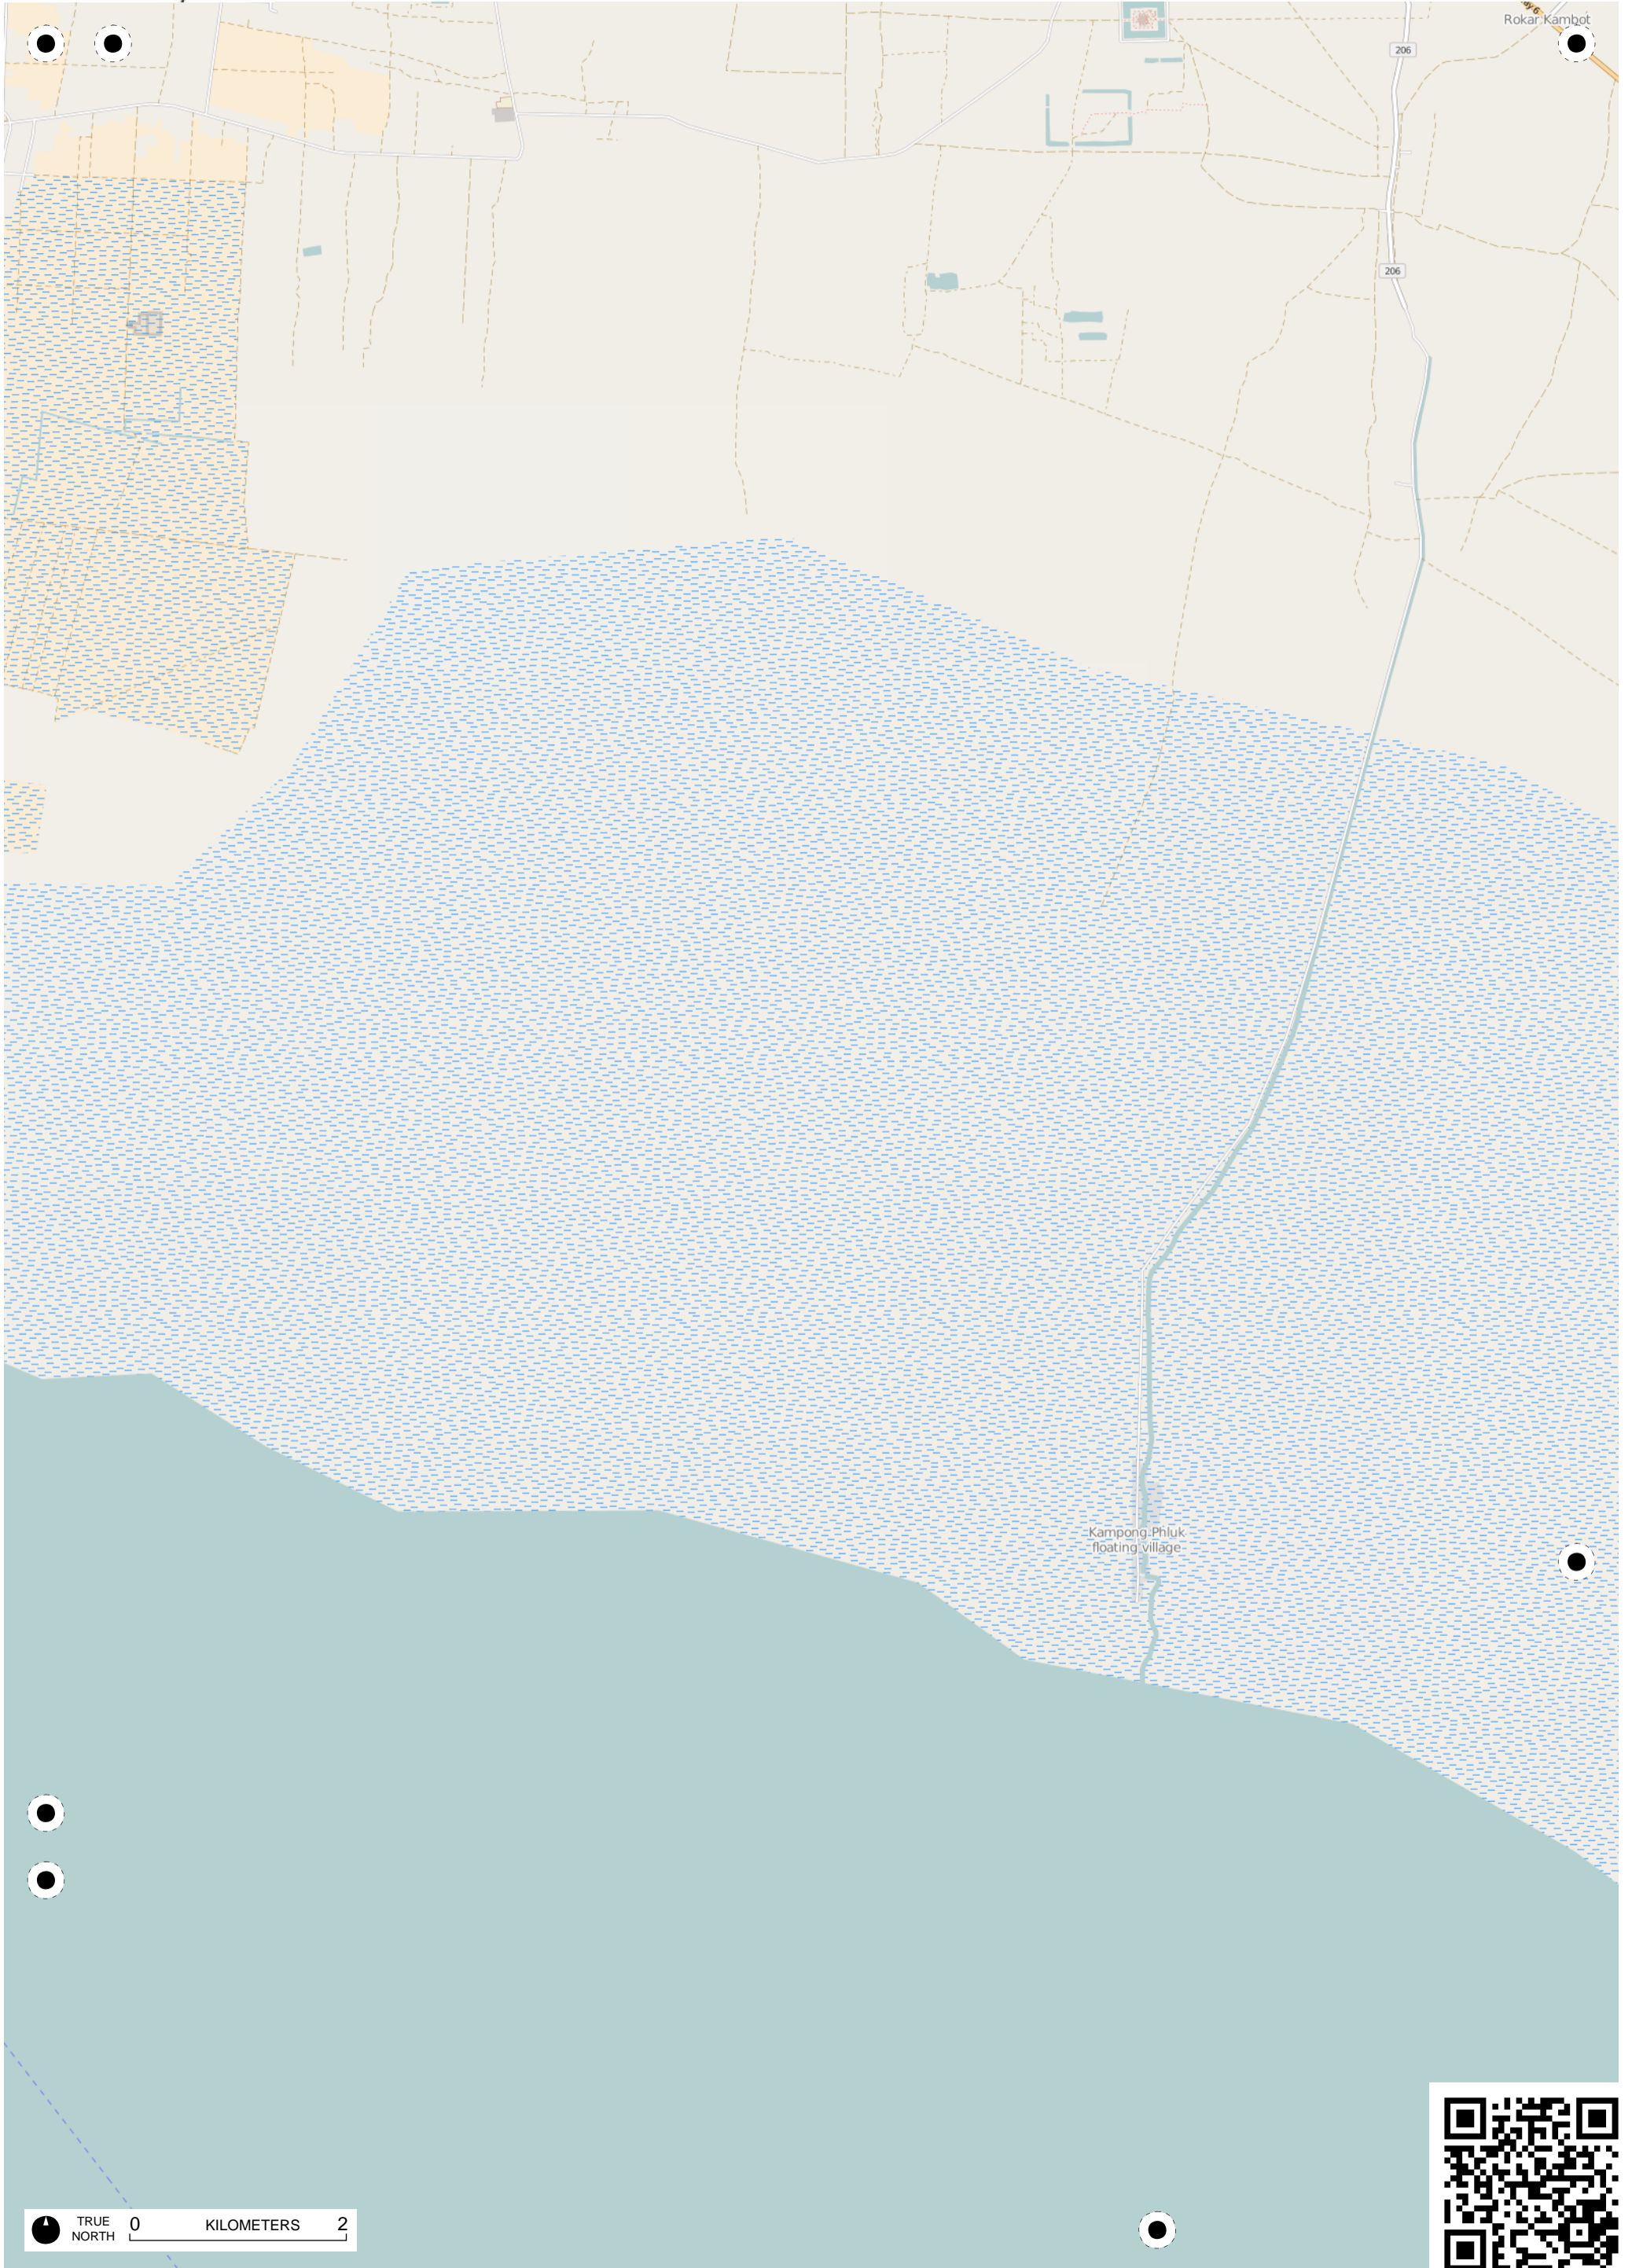 Rokar Kambot
206
206
Kampong Phluk
floating village
TRUE
NORTH
0 KILOMETERS 2